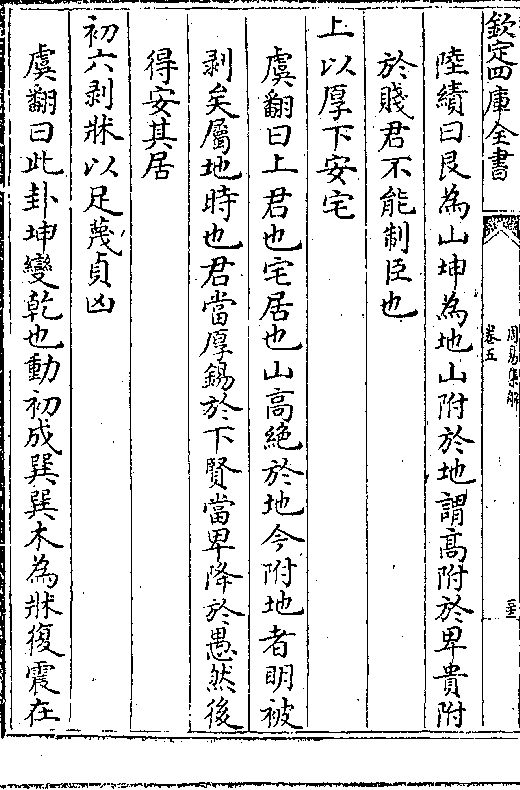 欽定四庫全書
周易集解
卷五
陸績曰艮為山坤為地山附於地謂髙附於卑貴附
於賤君不能制臣也
上以厚下安宅
虞翻曰上君也宅居也山高絶於地今附地者明被
剥矣屬地時也君當厚錫於下賢當卑降於愚然後
得安其居
初六剥牀以足蔑貞凶
虞翻曰此卦坤變乾也動初成巽巽木為牀復震在